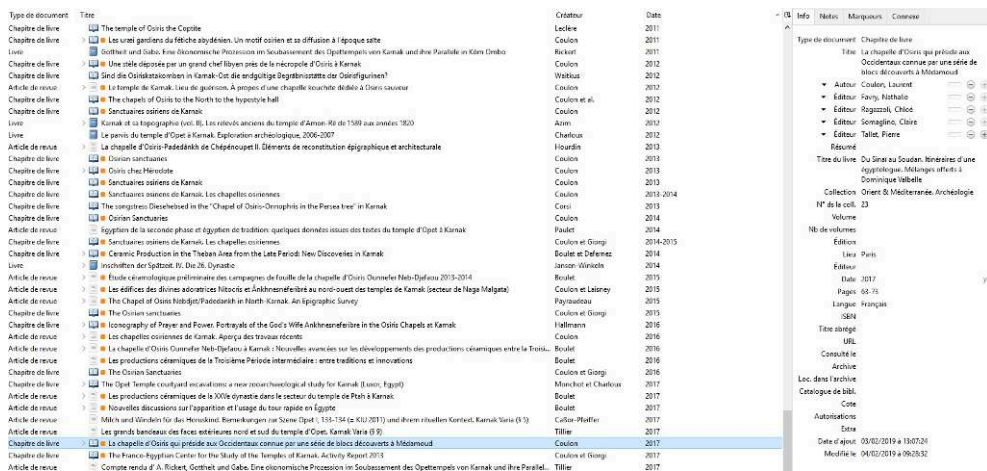 Type de document Titre Créateur Date
Chapitre de livre The temple of Osiris the Coptite Leclère 2011
Chapitre de livre Les uræi gardiens du fétiche abydénien. Un motif osirien et sa diffusion à l'époque saïte Coulon 2011
Livre Gottheit und Gabe. Eine ökonomische Prozession im Soubassement des Opettempels von Karnak und ihre Parallele in Kôm Ombo Rickert 2011
Chapitre de livre Une stèle déposée par un grand chef libyen près de la nécropole d'Osiris à Karnak Coulon 2012
Chapitre de livre Sind die Osiriskatakomben in Karnak-Ost die endgültige Begräbnisstätte der Osirisfigurinen? Waitkus 2012
Article de revue Le temple de Karnak. Lieu de guérison. À propos d'une chapelle kouchite dédiée à Osiris sauveur Coulon 2012
Chapitre de livre The chapels of Osiris to the North to the hypostyle hall Coulon et al. 2012
Chapitre de livre Sanctuaires osiriens de Karnak Coulon 2012
Livre Karnak et sa topographie (vol. III). Les relevés anciens du temple d'Amon-Rê de 1589 aux années 1820 Azim 2012
Livre Le parvis du temple d'Opet à Karnak. Exploration archéologique, 2006-2007 Charloux 2012
Article de revue La chapelle d'Osiris-Padedânkh de Chépénoupet II. Éléments de reconstitution épigraphique et architecturale Hourdin 2013
Chapitre de livre Osirian sanctuaries Coulon 2013
Chapitre de livre Osiris chez Hérodote Coulon 2013
Chapitre de livre Sanctuaires osiriens de Karnak Coulon 2013
Chapitre de livre Sanctuaires osiriens de Karnak. Les chapelles osiriennes Coulon 2013-2014
Chapitre de livre The songstress Diesehebsed in the "Chapel of Osiris-Onnophris in the Persea tree" in Karnak Corsi 2013
Chapitre de livre Osirian Sanctuaries Coulon 2014
Article de revue Egyptien de la seconde phase et égyptien de tradition: quelques données issues des textes du temple d'Opet à Karnak Paulet 2014
Chapitre de livre Sanctuaires osiriens de Karnak. Les chapelles osiriennes Coulon et Giorgi 2014-2015
Chapitre de livre Ceramic Production in the Theban Area from the Late Period: New Discoveries in Karnak Boulet et Defernez 2014
Livre Inschriften der Spätzeit. IV. Die 26. Dynastie Jansen-Winkeln 2014
Article de revue Étude céramologique préliminaire des campagnes de fouille de la chapelle d'Osiris Ounnefer Neb-Djefaou 2013-2014 Boulet 2015
Article de revue Les édifices des divines adoratrices Nitocris et Ânkhnesnéferibrê au nord-ouest des temples de Karnak (secteur de Naga Malgata) Coulon et Laisney 2015
Article de revue The Chapel of Osiris Nebdjet/Padedankh in North-Karnak. An Epigraphic Survey Payraudeau 2015
Article de revue The Osirian sanctuaries Coulon et Giorgi 2015
Chapitre de livre Iconography of Prayer and Power. Portrayals of the God's Wife Ankhnesneferibre in the Osiris Chapels at Karnak Hallmann 2016
Article de revue Les chapelles osiriennes de Karnak. Aperçu des travaux récents Coulon 2016
Article de revue La chapelle d'Osiris Ounnefer Neb-Djefaou à Karnak : Nouvelles avancées sur les développements des productions céramiques entre la Troisi... Boulet 2016
Article de revue Les productions céramiques de la Troisième Période intermédiaire : entre traditions et innovations Boulet 2016
Chapitre de livre The Osirian Sanctuaries Coulon et Giorgi 2016
Chapitre de livre The Opet Temple courtyard excavations: a new zooarchaeological study for Karnak (Luxor, Egypt) Monchot et Charloux 2017
Article de revue Les productions céramiques de la XXVe dynastie dans le secteur du temple de Ptah à Karnak Boulet 2017
Article de revue Nouvelles discussions sur l'apparition et l'usage du tour rapide en Égypte Boulet 2017
Article de revue Milch und Windeln für das Horuskind. Bemerkungen zur Szene Opet I, 133-134 (= KIU 2011) und ihrem rituellen Kontext. Karnak Varia (§ 5) Caßor-Pfeiffer 2017
Article de revue Les grands bandeaux des faces extérieures nord et sud du temple d'Opet. Karnak Varia (§ 9) Tillier 2017
Chapitre de livre La chapelle d'Osiris qui préside aux Occidentaux connue par une série de blocs découverts à Médamoud Coulon 2017
Chapitre de livre The Franco-Egyptian Center for the Study of the Temples of Karnak. Activity Report 2013 Coulon et Giorgi 2017
Article de revue Compte rendu d' A. Rickert, Gottheit und Gabe. Eine okonomische Prozession im Soubassement des Opettempels von Karnak und ihre Parallel... Tillier 2017
Info Notes Marqueurs Connexe
Type de document Chapitre de livre
Titre La chapelle d'Osiris qui préside aux
Occidentaux connue par une série de
blocs découverts à Médamoud
Auteur Coulon, Laurent
Éditeur Favry, Nathalie
Éditeur Ragazzoli, Chloé
Éditeur Somaglino, Claire
Éditeur Tallet, Pierre
Résumé
Titre du livre Du Sinaï au Soudan. Itinéraires d'une
égyptologue. Mélanges offerts à
Dominique Valbelle
Collection Orient & Méditerranée. Archéologie
N° ds la coll. 23
Volume
Nb de volumes
Édition
Lieu Paris
Éditeur
Date 2017 y
Pages 63-73
Langue Français
ISBN
Titre abrégé
URL
Consulté le
Archive
Loc. dans l'archive
Catalogue de bibl.
Cote
Autorisations
Extra
Date d'ajout 03/02/2019 à 13:07:24
Modifié le 04/02/2019 à 09:28:32